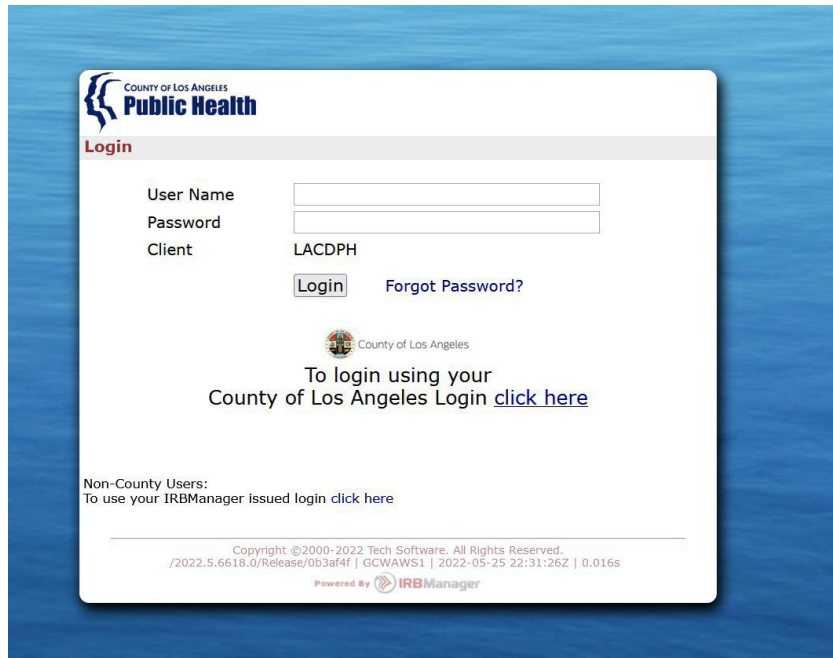 COUNTY OF LOS ANGELES
Public Health
Login
User Name
Password
Client LACDPH
Login Forgot Password?
County of Los Angeles
To login using your
County of Los Angeles Login click here
Non-County Users:
To use your IRBManager issued login click here
Copyright ©2000-2022 Tech Software. All Rights Reserved.
/2022.5.6618.0/Release/0b3af4f | GCWAWS1 | 2022-05-25 22:31:26Z | 0.016s
Powered By IRBManager